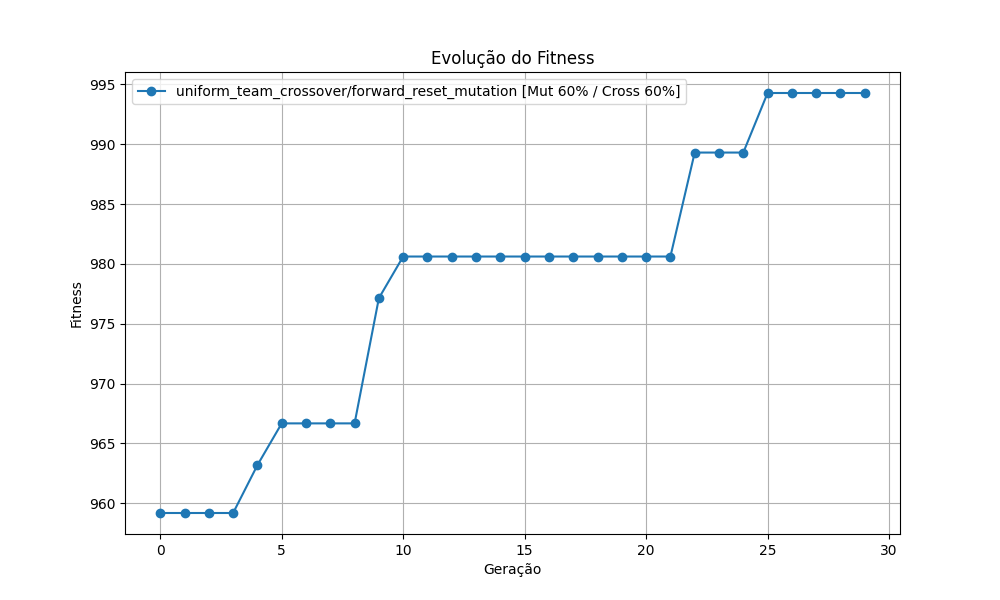 Evolução do Fitness
uniform_team_crossover/forward_reset_mutation [Mut 60% / Cross 60%]
995
990
985
980
975
970
965
960
Fitness
0 5 10 15 20 25 30
Geração